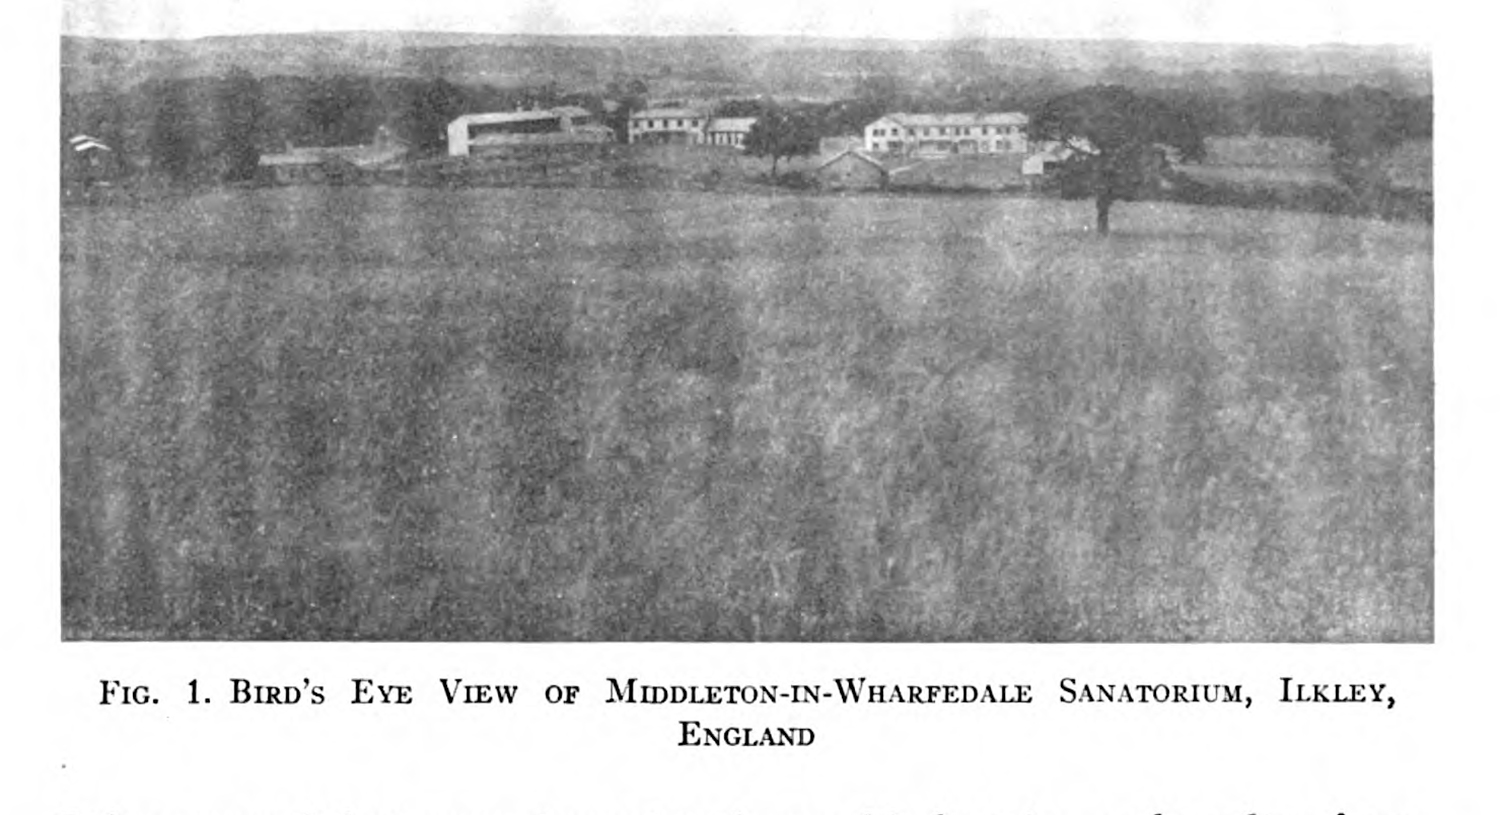 Fig. 1. Bird's Eye View of Middleton-in-Wharfedale Sanatorium, Ilkley,
England